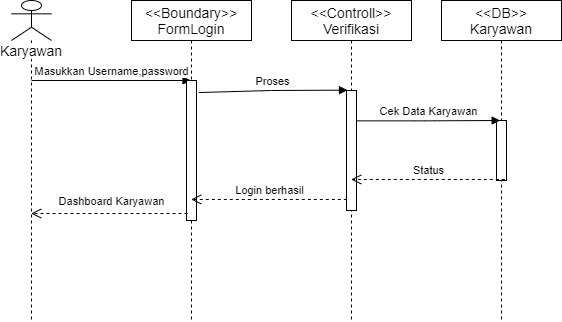 <<Boundary>>
FormLogin
<<Controll>>
Verifikasi
<<DB>>
Karyawan
Karyawan
Masukkan Username,password
Proses
Cek Data Karyawan
Status
Login berhasil
Dashboard Karyawan